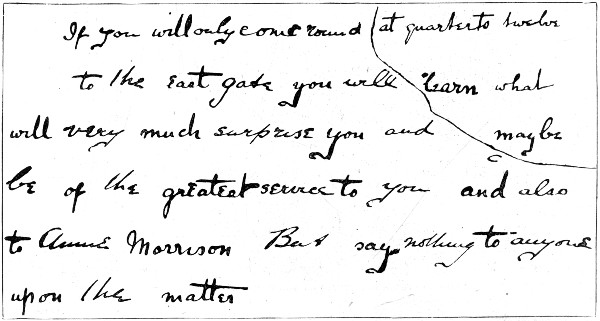 If you will only come round at quarter to twelve
to the east gate you will learn what
will very much surprise you and maybe
be of the greatest service to you and also
to Annie Morrison But say nothing to anyone
upon the matter